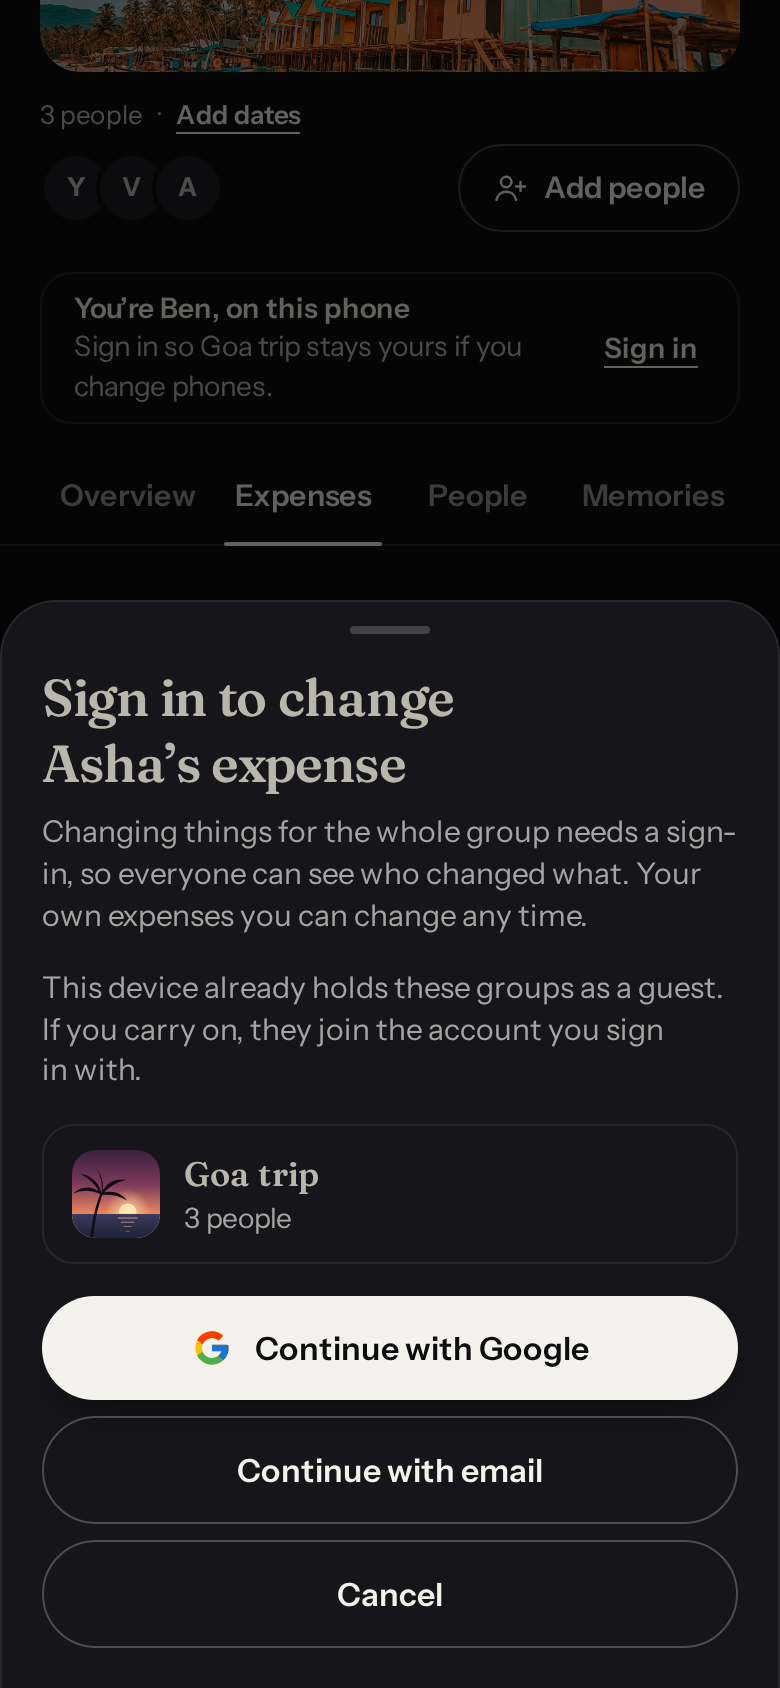 3 people · Add dates
Y V A
Add people
You’re Ben, on this phone
Sign in so Goa trip stays yours if you
change phones.
Sign in
Overview Expenses People Memories
Sign in to change
Asha’s expense
Changing things for the whole group needs a sign-
in, so everyone can see who changed what. Your
own expenses you can change any time.
This device already holds these groups as a guest.
If you carry on, they join the account you sign
in with.
Goa trip
3 people
Continue with Google
Continue with email
Cancel